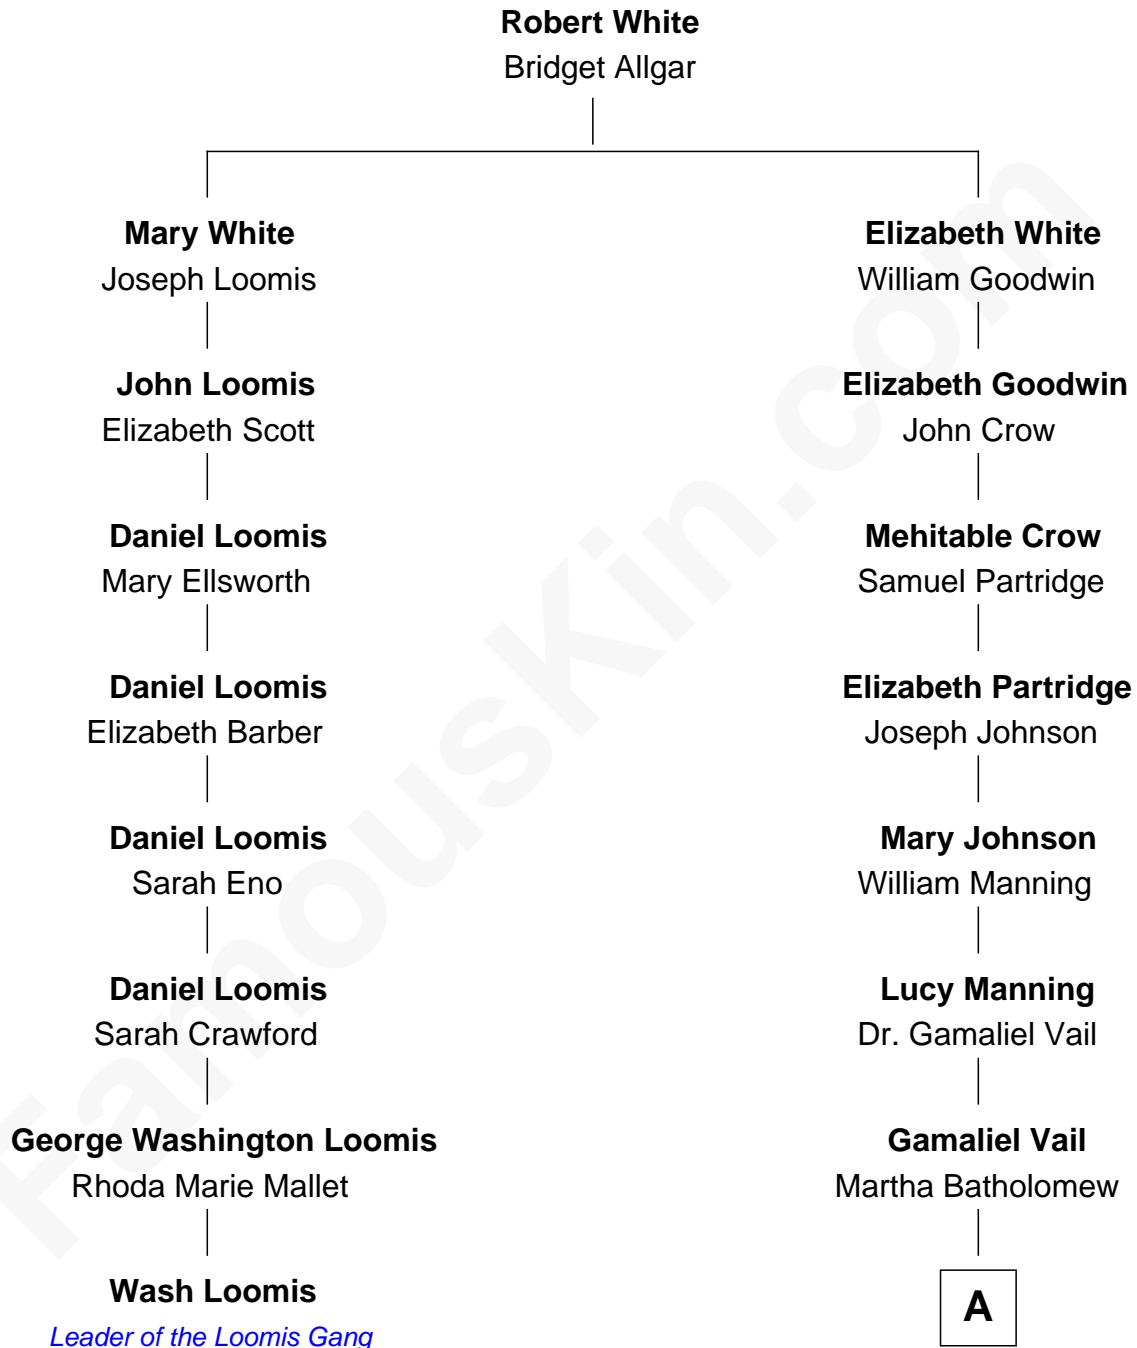 Robert White
Bridget Allgar
Mary White
Joseph Loomis
Elizabeth White
William Goodwin
John Loomis
Elizabeth Scott
Elizabeth Goodwin
John Crow
Daniel Loomis
Mary Ellsworth
Mehitable Crow
Samuel Partridge
Daniel Loomis
Elizabeth Barber
Elizabeth Partridge
Joseph Johnson
Daniel Loomis
Sarah Eno
Mary Johnson
William Manning
Daniel Loomis
Sarah Crawford
Lucy Manning
Dr. Gamaliel Vail
George Washington Loomis
Rhoda Marie Mallet
Gamaliel Vail
Martha Batholomew
Wash Loomis
Leader of the Loomis Gang
A
FamousKin.com